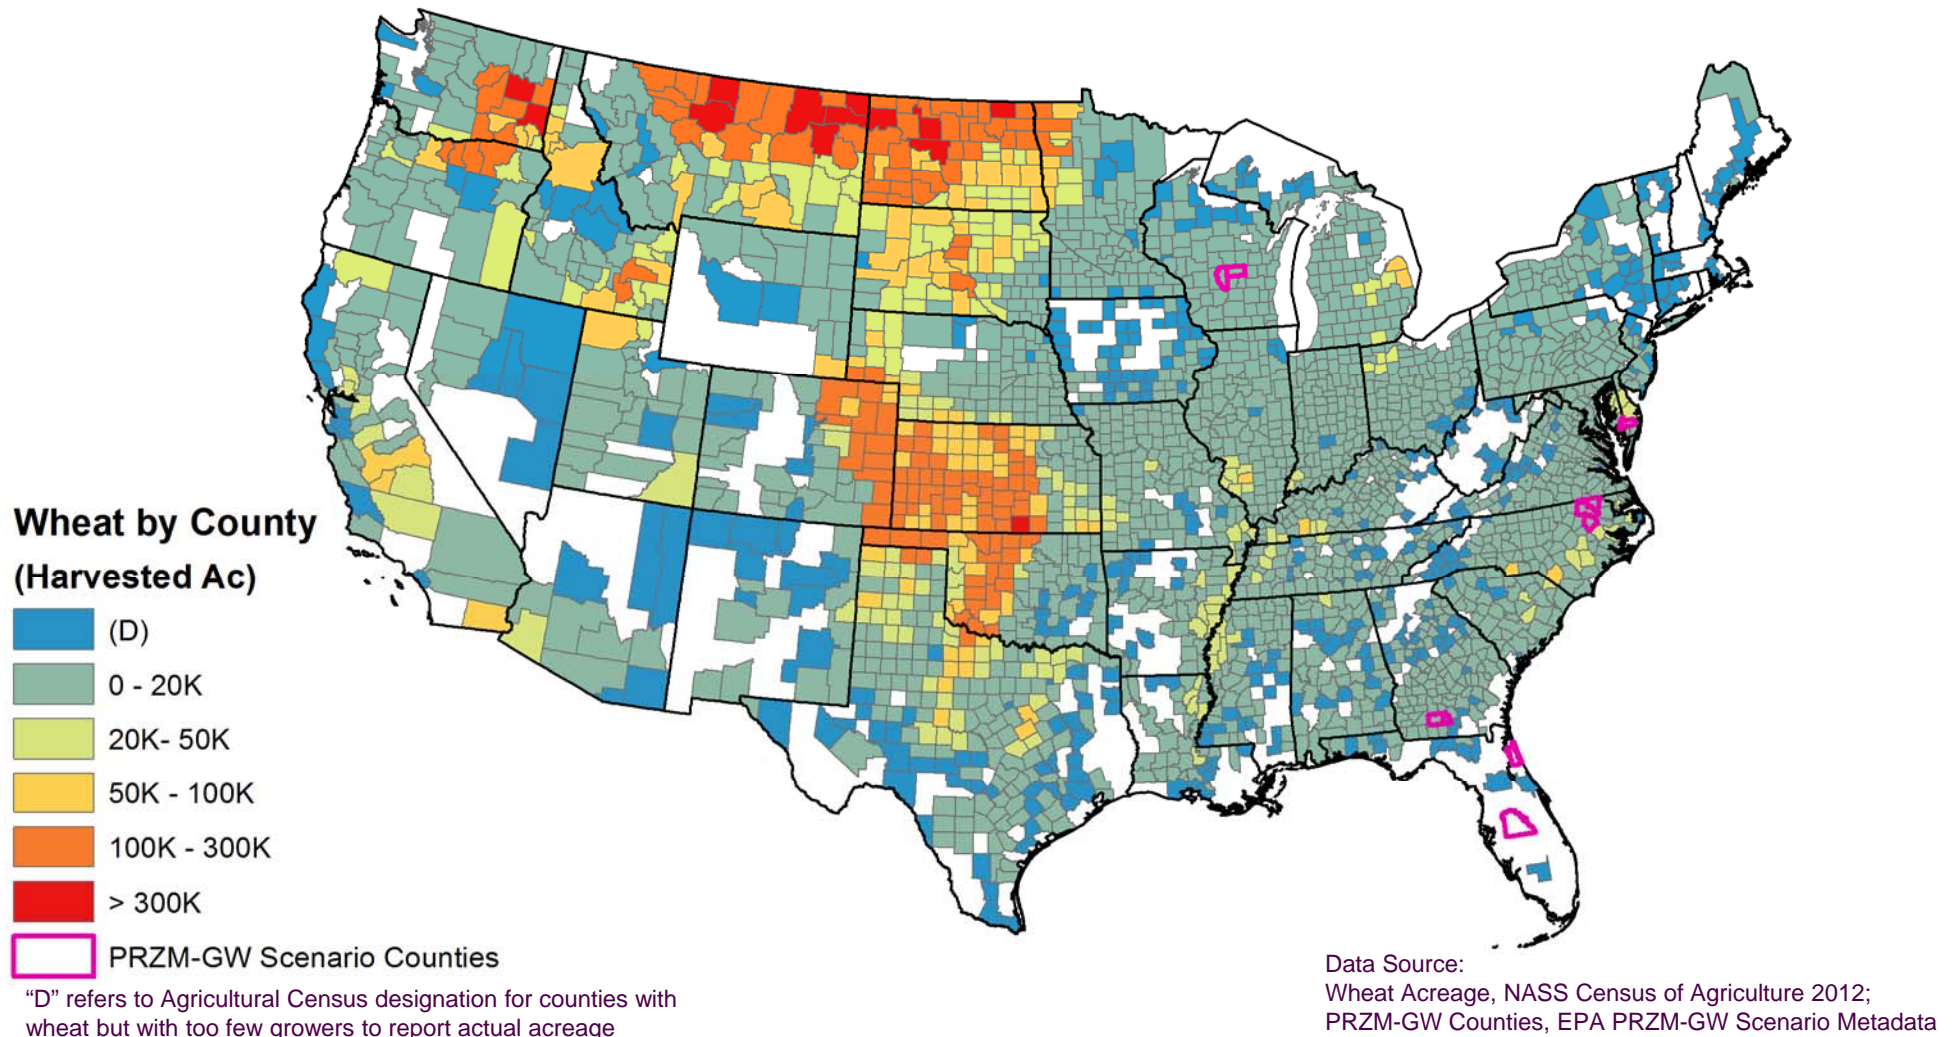 Wheat by County
(Harvested Ac)
(D)
0 - 20K
20K- 50K
50K - 100K
100K - 300K
> 300K
PRZM-GW Scenario Counties
“D” refers to Agricultural Census designation for counties with
wheat but with too few growers to report actual acreage
Data Source:
Wheat Acreage, NASS Census of Agriculture 2012;
PRZM-GW Counties, EPA PRZM-GW Scenario Metadata